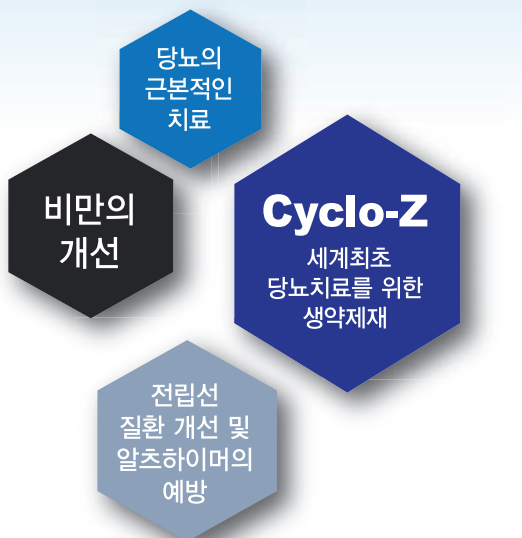 당뇨의
근본적인
치료
비만의
개선
Cyclo-Z
세계최초
당뇨치료를 위한
생약제재
전립선
질환 개선 및
알츠하이머의
예방